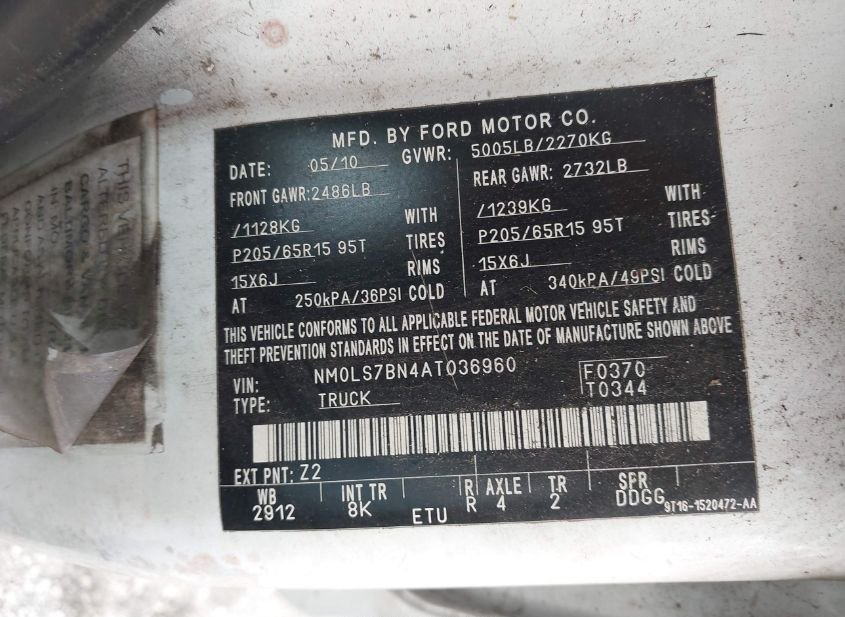 MFD. BY FORD MOTOR CO.
DATE: 05/10 GVWR: 5005LB/2270KG
FRONT GAWR: 2486LB REAR GAWR: 2732LB
/1128KG WITH /1239KG WITH
P205/65R15 95T TIRES P205/65R15 95T TIRES
15X6J RIMS 15X6J RIMS
AT 250kPA/36PSI COLD AT 340kPA/49PSI COLD
THIS VEHICLE CONFORMS TO ALL APPLICABLE FEDERAL MOTOR VEHICLE SAFETY AND
THEFT PREVENTION STANDARDS IN EFFECT ON THE DATE OF MANUFACTURE SHOWN ABOVE
VIN: NM0LS7BN4AT036960 F0370
TYPE: TRUCK T0344
EXT PNT: Z2
WB INT TR R AXLE TR SPR
2912 8K ETU R 4 2 DDGG
9T16-1520472-AA
THIS VE